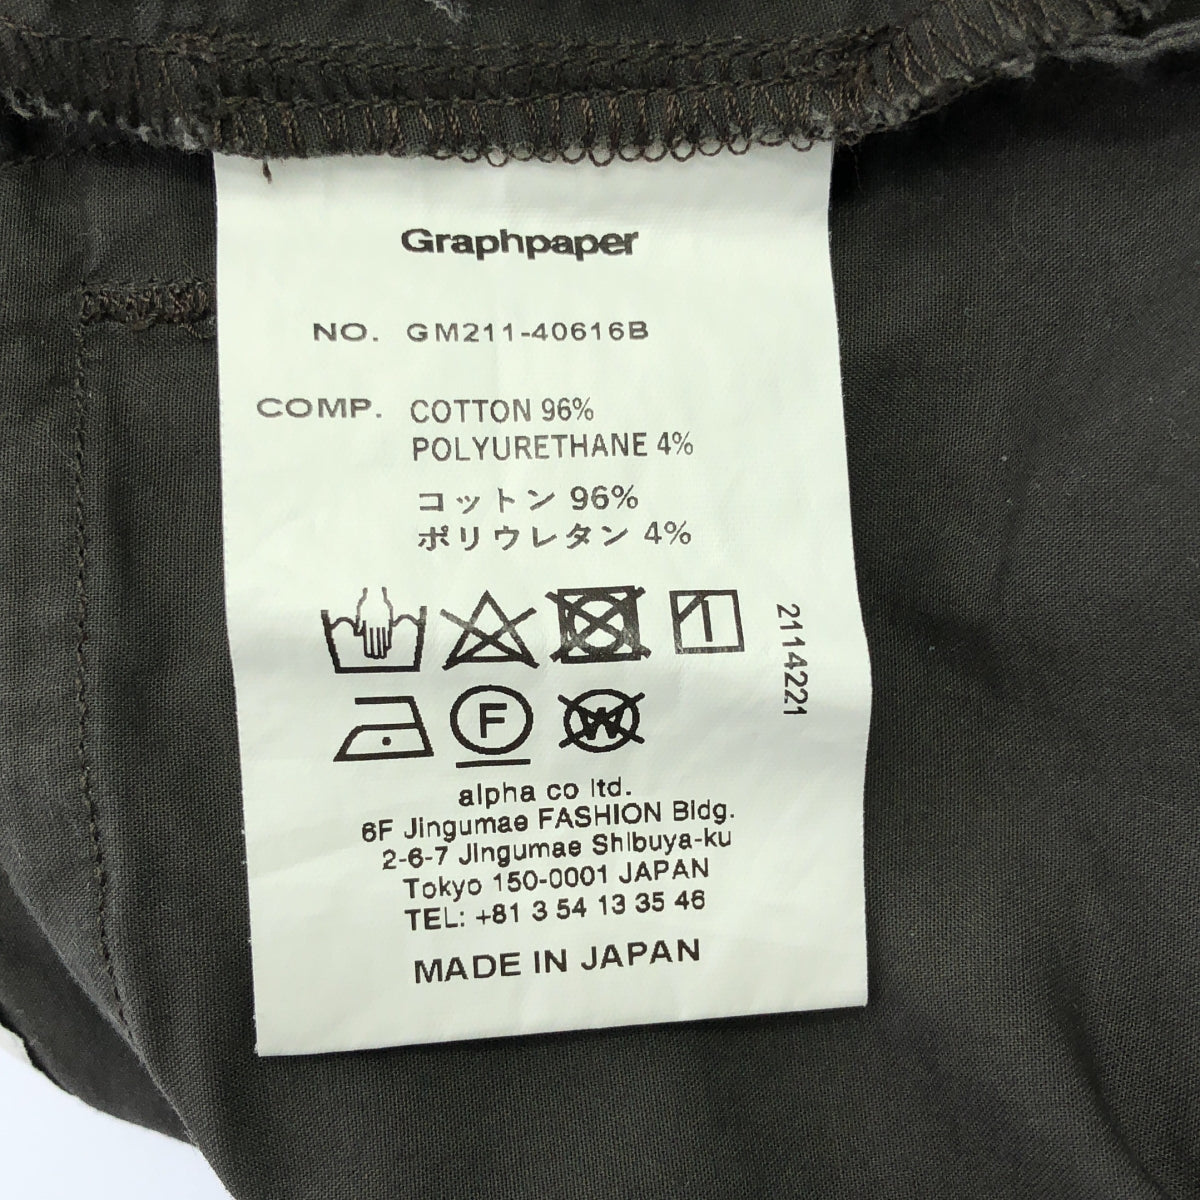 Graphpaper
NO. GM211-40616B
COMP. COTTON 96%
POLYURETHANE 4%
コットン 96%
ポリウレタン 4%
2114221
F
W
alpha co ltd.
6F Jingumae FASHION Bldg.
2-6-7 Jingumae Shibuya-ku
Tokyo 150-0001 JAPAN
TEL: +81 3 54 13 35 46
MADE IN JAPAN